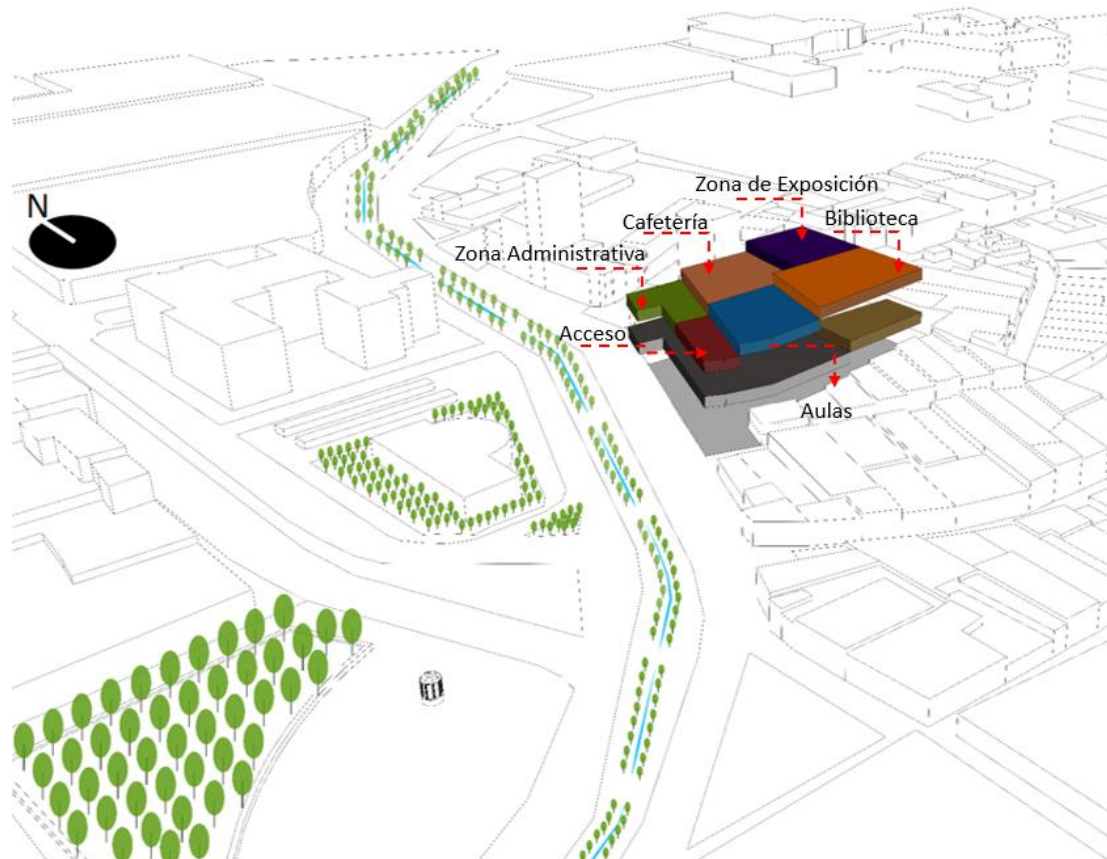 Zona de Exposición
Cafetería
Biblioteca
N
Zona Administrativa
Acceso
Aulas